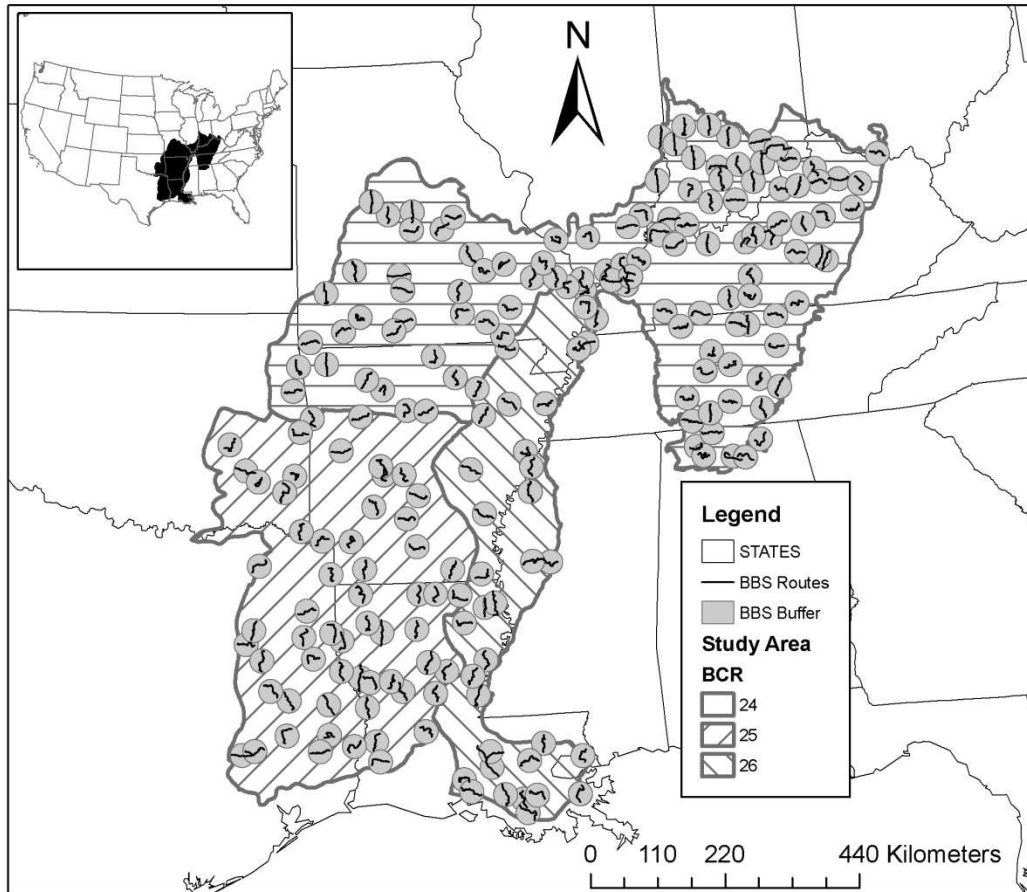 N
Legend
STATES
BBS Routes
BBS Buffer
Study Area
BCR
24
25
26
0 110 220 440 Kilometers